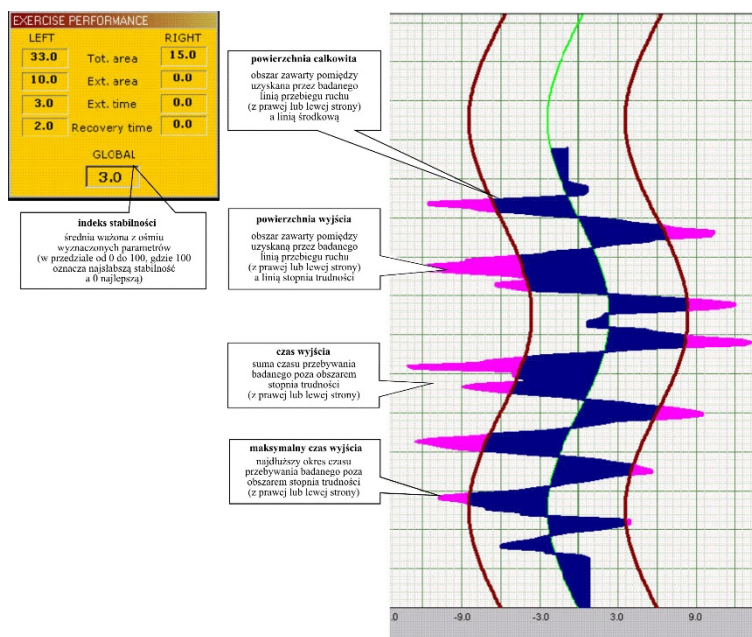 EXERCISE PERFORMANCE
LEFT RIGHT
33.0 Tot. area 15.0
10.0 Ext. area 0.0
3.0 Ext. time 0.0
2.0 Recovery time 0.0
GLOBAL
3.0
indeks stabilności
średnia ważona z ośmiu
wyznaczonych parametrów
(w przedziale od 0 do 100, gdzie 100
oznacza najsłabszą stabilność
a 0 najlepszą)
powierzchnia całkowita
obszar zawarty pomiędzy
uzyskana przez badanego
linią przebiegu ruchu
(z prawej lub lewej strony)
a linią środkową
powierzchnia wyjścia
obszar zawarty pomiędzy
uzyskaną przez badanego
linią przebiegu ruchu
(z prawej lub lewej strony)
a linią stopnia trudności
czas wyjścia
suma czasu przebywania
badanego poza obszarem
stopnia trudności
(z prawej lub lewej strony)
maksymalny czas wyjścia
najdłuższy okres czasu
przebywania badanego poza
obszarem stopnia trudności
(z prawej lub lewej strony)
.0 -9.0 -3.0 3.0 9.0